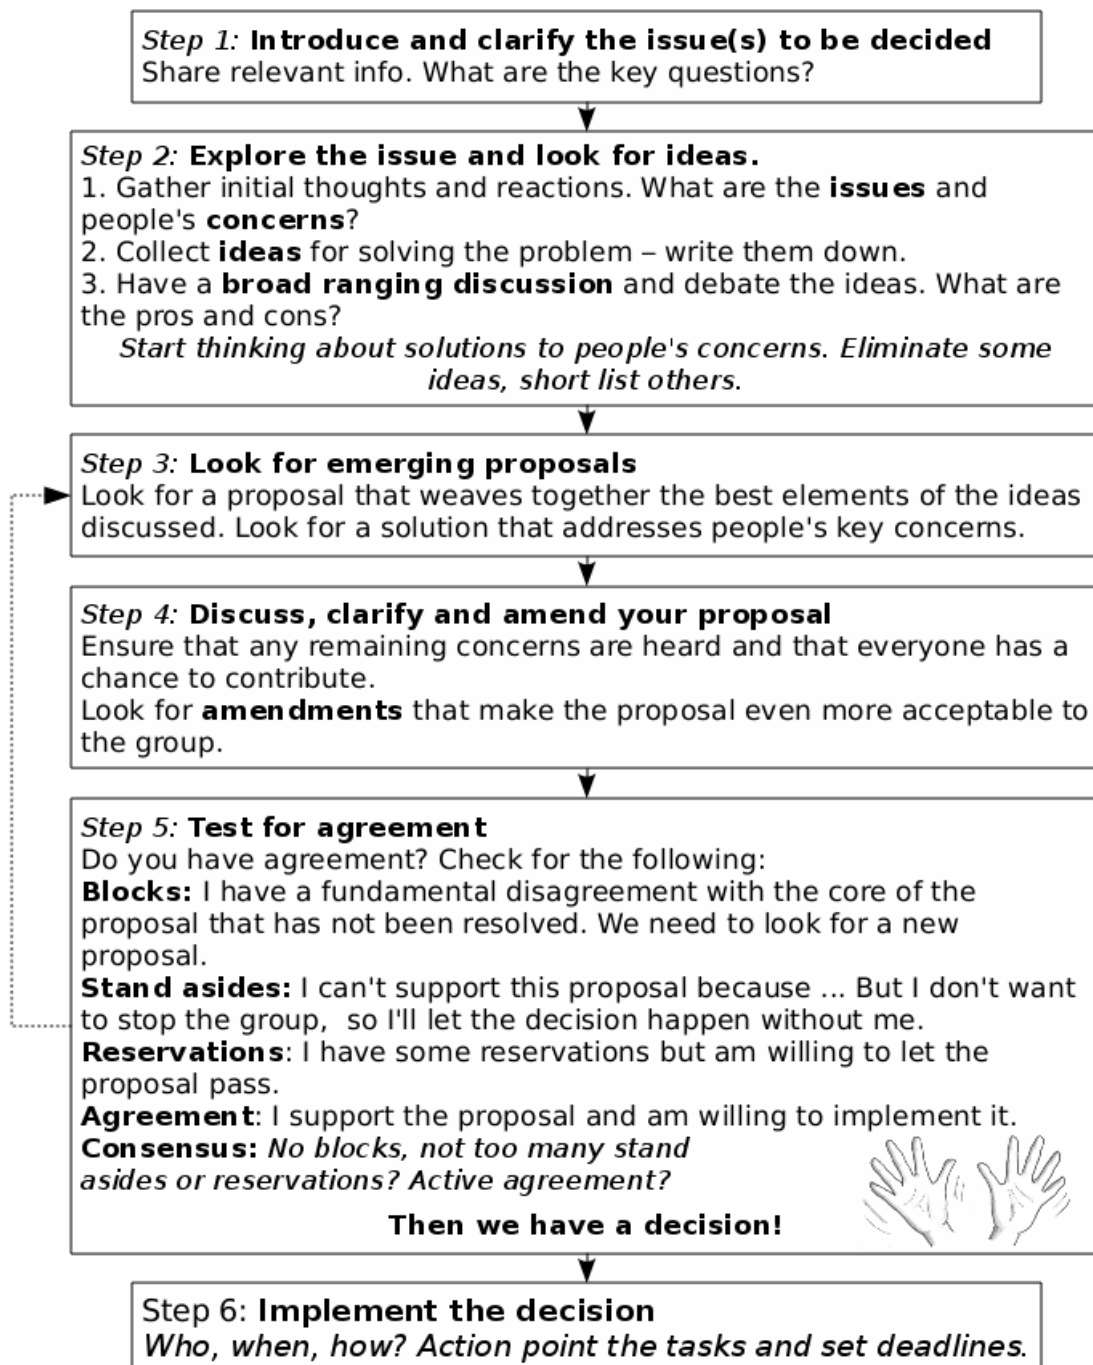 Step 1: Introduce and clarify the issue(s) to be decided
Share relevant info. What are the key questions?
Step 2: Explore the issue and look for ideas.
1. Gather initial thoughts and reactions. What are the issues and
people's concerns?
2. Collect ideas for solving the problem – write them down.
3. Have a broad ranging discussion and debate the ideas. What are
the pros and cons?
Start thinking about solutions to people's concerns. Eliminate some
ideas, short list others.
Step 3: Look for emerging proposals
Look for a proposal that weaves together the best elements of the ideas
discussed. Look for a solution that addresses people's key concerns.
Step 4: Discuss, clarify and amend your proposal
Ensure that any remaining concerns are heard and that everyone has a
chance to contribute.
Look for amendments that make the proposal even more acceptable to
the group.
Step 5: Test for agreement
Do you have agreement? Check for the following:
Blocks: I have a fundamental disagreement with the core of the
proposal that has not been resolved. We need to look for a new
proposal.
Stand asides: I can't support this proposal because ... But I don't want
to stop the group,  so I'll let the decision happen without me.
Reservations: I have some reservations but am willing to let the
proposal pass.
Agreement: I support the proposal and am willing to implement it.
Consensus: No blocks, not too many stand
asides or reservations? Active agreement?
Then we have a decision!
Step 6: Implement the decision
Who, when, how? Action point the tasks and set deadlines.